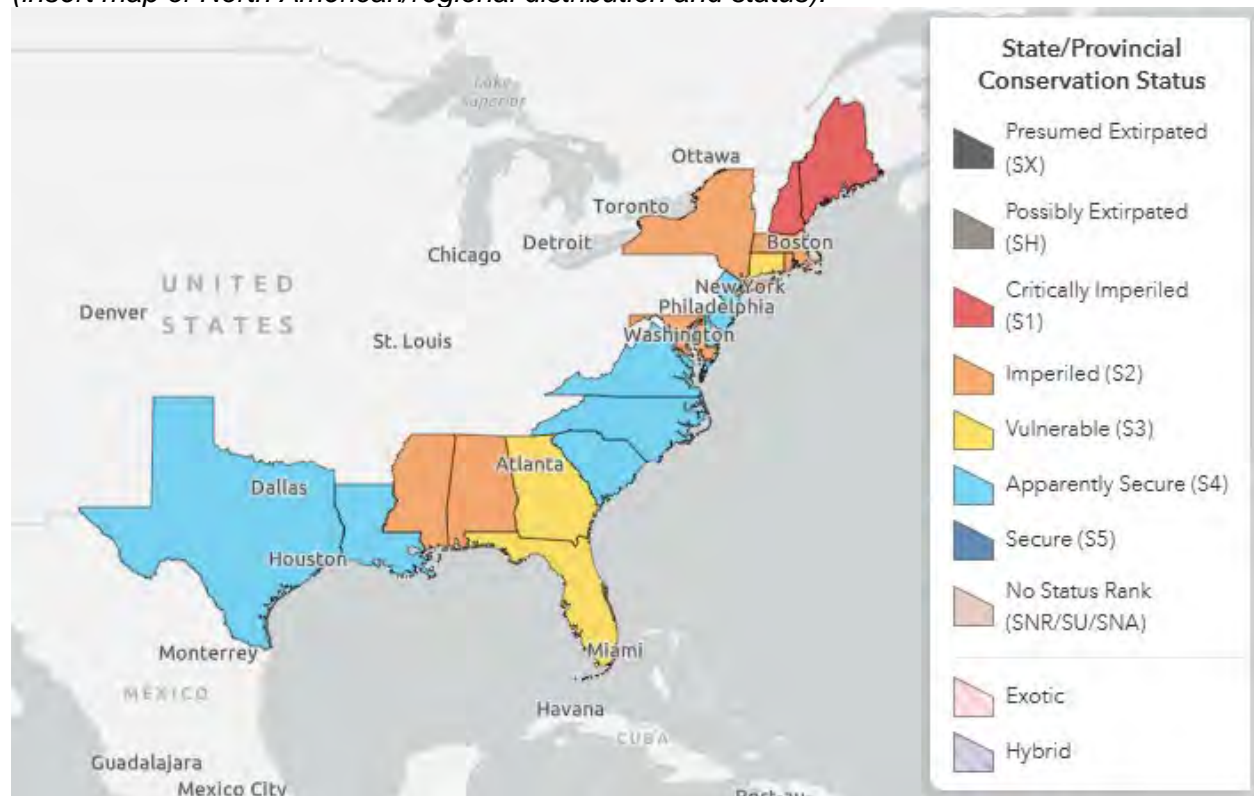 (insert map of North American/regional distribution and status):
Lake
Superior
Ottawa
Toronto
Boston
Detroit
Chicago
New York
UNITED
STATES
Philadelphia
Denver
Washington
St. Louis
Atlanta
Dallas
Houston
Monterrey
Miami
MÉXICO
Havana
CUBA
Guadalajara
Mexico City
State/Provincial
Conservation Status
Presumed Extirpated
(SX)
Possibly Extirpated
(SH)
Critically Imperiled
(S1)
Imperiled (S2)
Vulnerable (S3)
Apparently Secure (S4)
Secure (S5)
No Status Rank
(SNR/SU/SNA)
Exotic
Hybrid